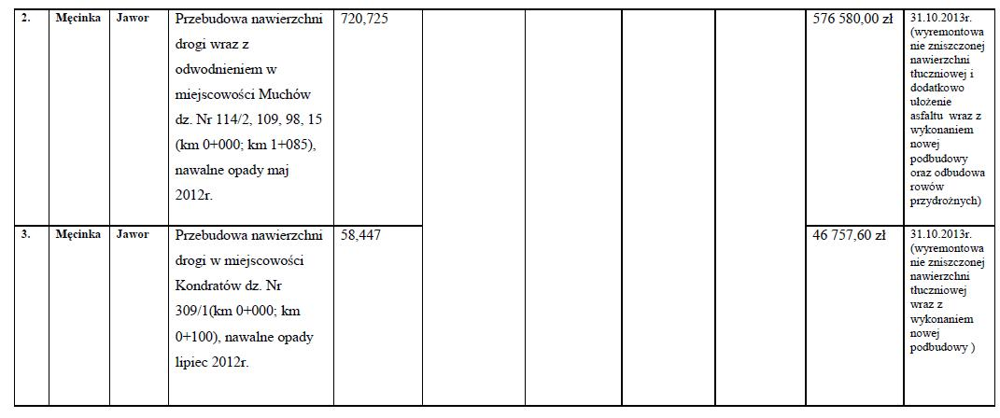 2. Męcinka Jawor Przebudowa nawierzchni 720,725 576 580,00 zł 31.10.2013r.
drogi wraz z
odwodnieniem w
miejscowości Muchów
dz. Nr 114/2, 109, 98, 15
(km 0+000; km 1+085),
nawalne opady maj
2012r.
(wyremontowa
nie zniszczonej
nawierzchni
tłuczniowej i
dodatkowo
ułożenie
asfaltu wraz z
wykonaniem
nowej
podbudowy
oraz odbudowa
rowów
przydrożnych)
3. Męcinka Jawor Przebudowa nawierzchni 58,447 46 757,60 zł 31.10.2013r.
drogi w miejscowości
Kondratów dz. Nr
309/1(km 0+000; km
0+100), nawalne opady
lipiec 2012r.
(wyremontowa
nie zniszczonej
nawierzchni
tłuczniowej
wraz z
wykonaniem
nowej
podbudowy )